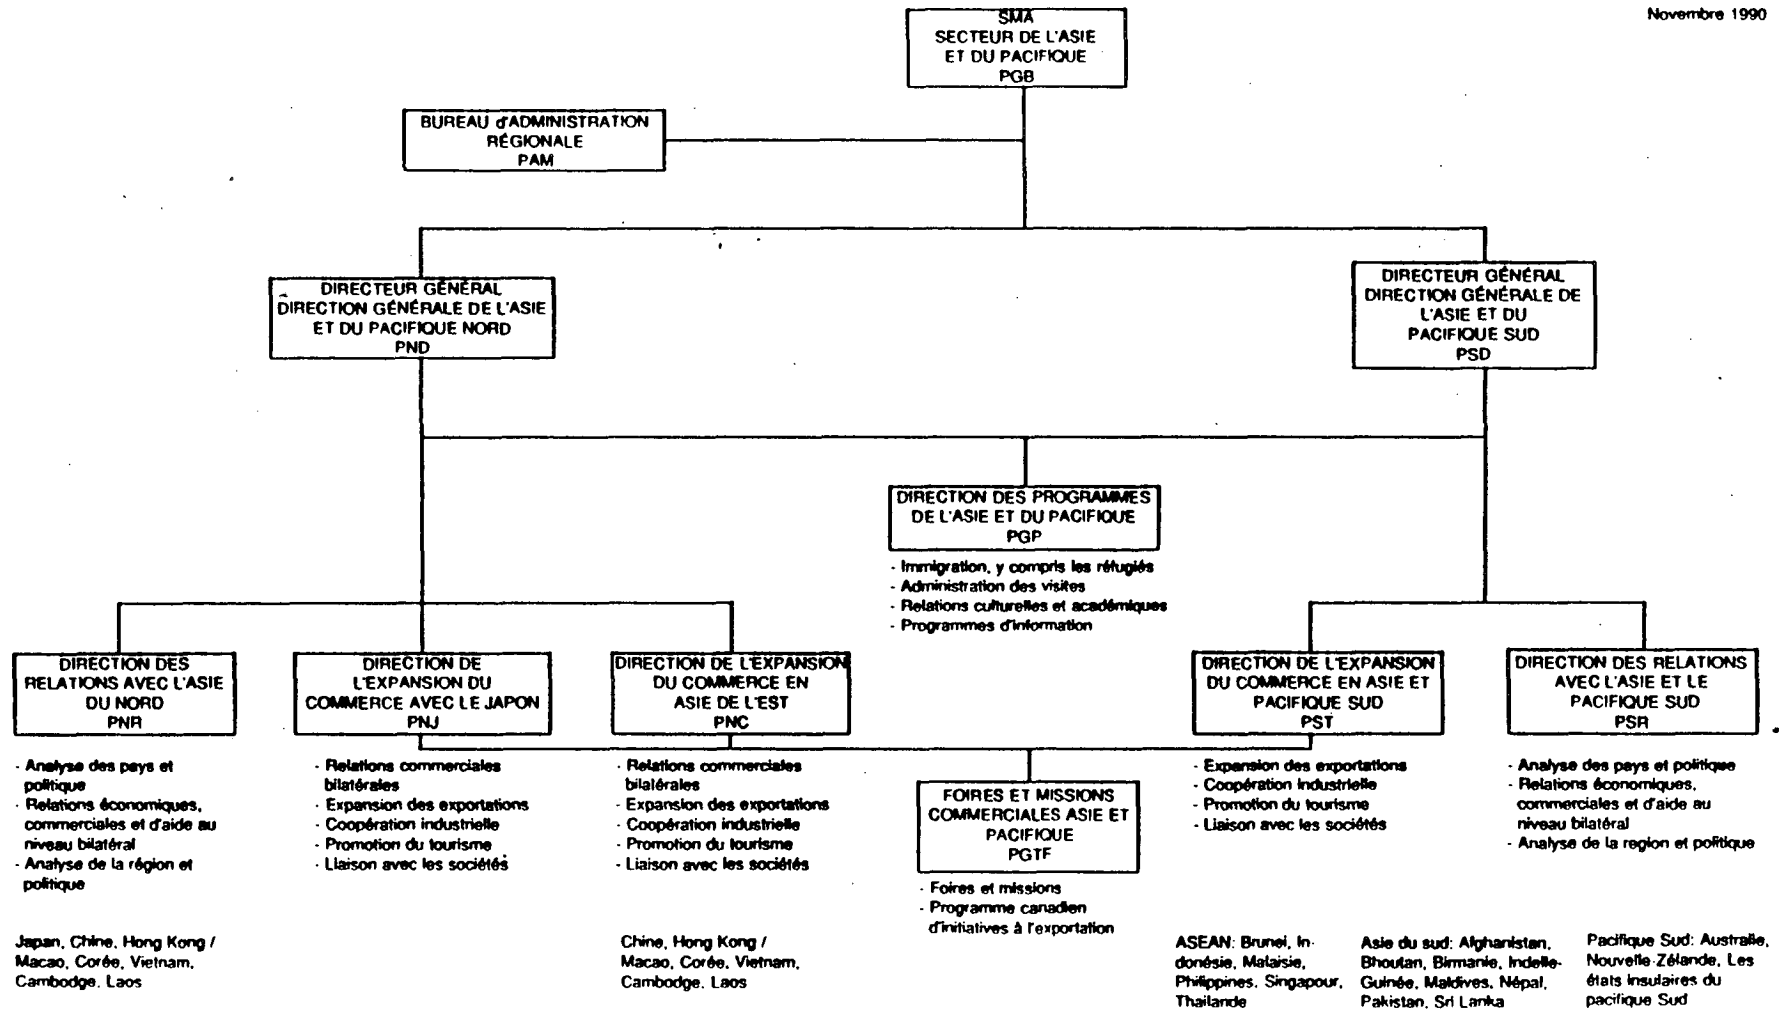 Novembre 1990
SMA
SECTEUR DE L'ASIE
ET DU PACIFIQUE
PGB
BUREAU d'ADMINISTRATION
RÉGIONALE
PAM
DIRECTEUR GÉNÉRAL
DIRECTION GÉNÉRALE DE L'ASIE
ET DU PACIFIQUE NORD
PND
DIRECTEUR GÉNÉRAL
DIRECTION GÉNÉRALE DE
L'ASIE ET DU
PACIFIQUE SUD
PSD
DIRECTION DES PROGRAMMES
DE L'ASIE ET DU PACIFIQUE
PGP
- Immigration, y compris les réfugiés
- Administration des visites
- Relations culturelles et académiques
- Programmes d'information
DIRECTION DES
RELATIONS AVEC L'ASIE
DU NORD
PNR
- Analyse des pays et
politique
- Relations économiques,
commerciales et d'aide au
niveau bilatéral
- Analyse de la région et
politique
Japan, Chine, Hong Kong /
Macao, Corée, Vietnam,
Cambodge, Laos
DIRECTION DE
L'EXPANSION DU
COMMERCE AVEC LE JAPON
PNJ
- Relations commerciales
bilatérales
- Expansion des exportations
- Coopération industrielle
- Promotion du tourisme
- Liaison avec les sociétés
DIRECTION DE L'EXPANSION
DU COMMERCE EN
ASIE DE L'EST
PNC
- Relations commerciales
bilatérales
- Expansion des exportations
- Coopération industrielle
- Promotion du tourisme
- Liaison avec les sociétés
Chine, Hong Kong /
Macao, Corée, Vietnam,
Cambodge, Laos
FOIRES ET MISSIONS
COMMERCIALES ASIE ET
PACIFIQUE
PGTF
- Foires et missions
- Programme canadien
d'initiatives à l'exportation
DIRECTION DE L'EXPANSION
DU COMMERCE EN ASIE ET
PACIFIQUE SUD
PST
- Expansion des exportations
- Coopération industrielle
- Promotion du tourisme
- Liaison avec les sociétés
DIRECTION DES RELATIONS
AVEC L'ASIE ET LE
PACIFIQUE SUD
PSR
- Analyse des pays et politique
- Relations économiques,
commerciales et d'aide au
niveau bilatéral
- Analyse de la region et politique
ASEAN: Brunei, In-
donésie, Malaisie,
Philippines, Singapour,
Thailande
Asie du sud: Afghanistan,
Bhoutan, Birmanie, Indelle-
Guinée, Maldives, Népal,
Pakistan, Sri Lanka
Pacifique Sud: Australie,
Nouvelle-Zélande, Les
états insulaires du
pacifique Sud